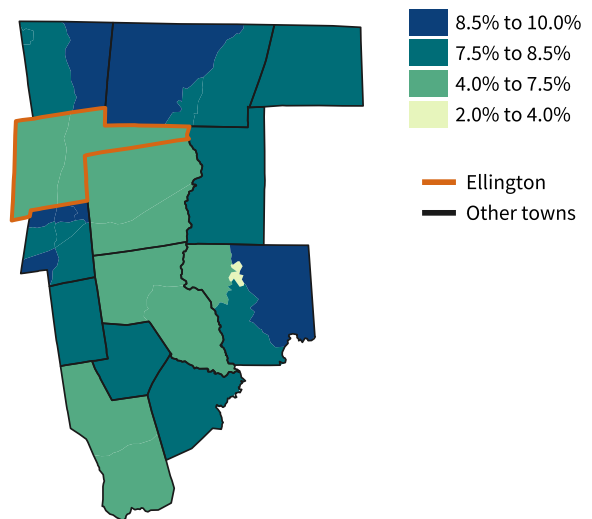 8.5% to 10.0%
7.5% to 8.5%
4.0% to 7.5%
2.0% to 4.0%
Ellington
Other towns